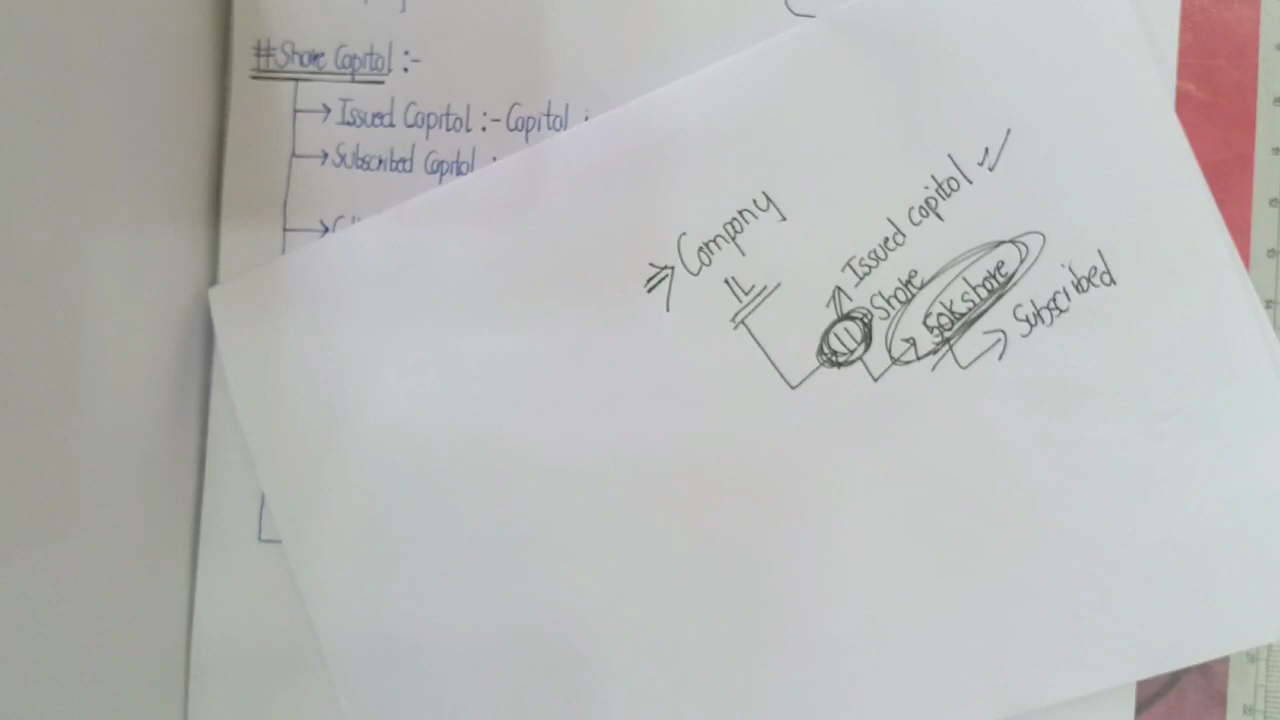 #Share Capital :-
→ Issued Capital :- Capital
→ Subscribed Capital :
⇒ Company
1L
Issued Capital ✓
Share
50k share
Subscribed